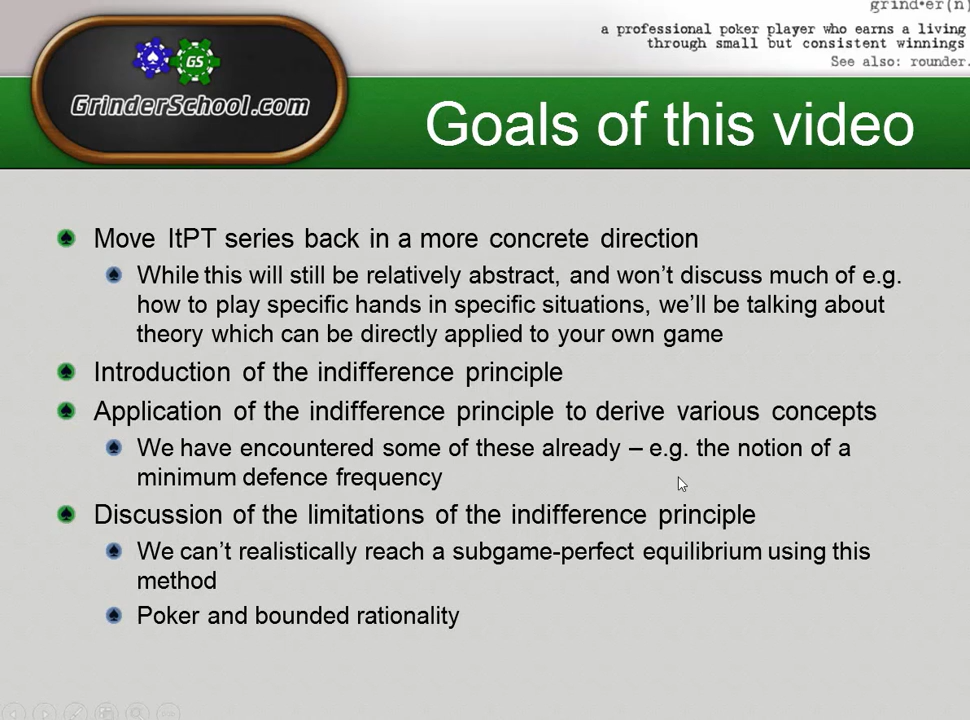 grind•er(n)
a professional poker player who earns a living
through small but consistent winnings
See also: rounder.
GS
GrinderSchool.com
Goals of this video
Move ItPT series back in a more concrete direction
While this will still be relatively abstract, and won't discuss much of e.g.
how to play specific hands in specific situations, we'll be talking about
theory which can be directly applied to your own game
Introduction of the indifference principle
Application of the indifference principle to derive various concepts
We have encountered some of these already – e.g. the notion of a
minimum defence frequency
Discussion of the limitations of the indifference principle
We can't realistically reach a subgame-perfect equilibrium using this
method
Poker and bounded rationality